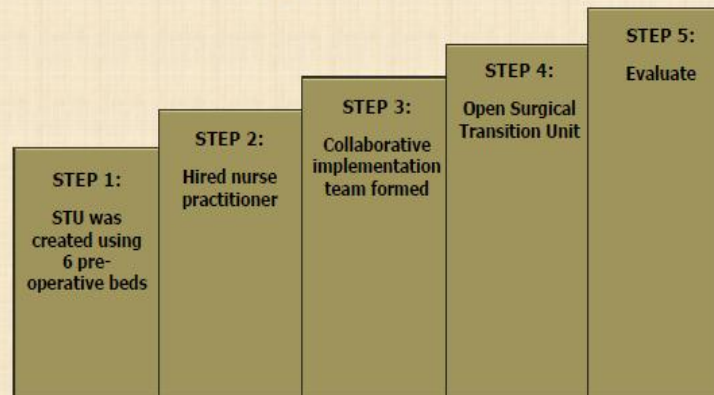 STEP 1:
STU was
created using
6 pre-
operative beds
STEP 2:
Hired nurse
practitioner
STEP 3:
Collaborative
implementation
team formed
STEP 4:
Open Surgical
Transition Unit
STEP 5:
Evaluate